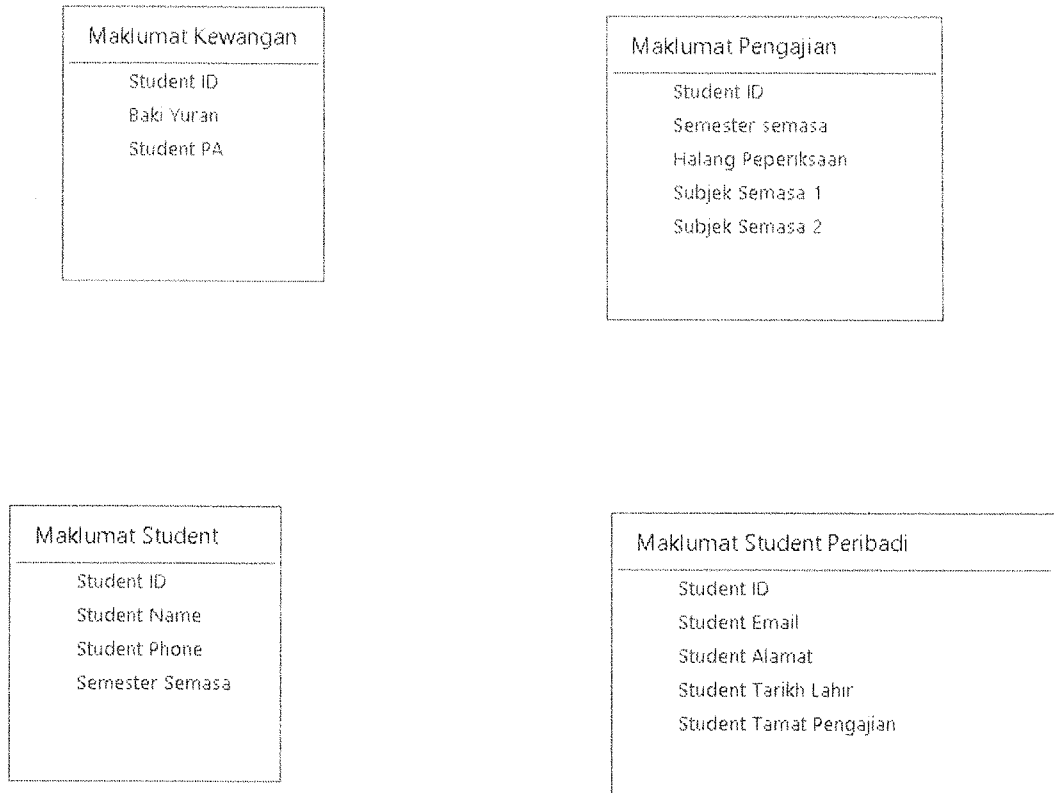 Maklumat Kewangan
Student ID
Baki Yuran
Student PA
Maklumat Pengajian
Student ID
Semester semasa
Halang Peperiksaan
Subjek Semasa 1
Subjek Semasa 2
Maklumat Student
Student ID
Student Name
Student Phone
Semester Semasa
Maklumat Student Peribadi
Student ID
Student Email
Student Alamat
Student Tarikh Lahir
Student Tamat Pengajian